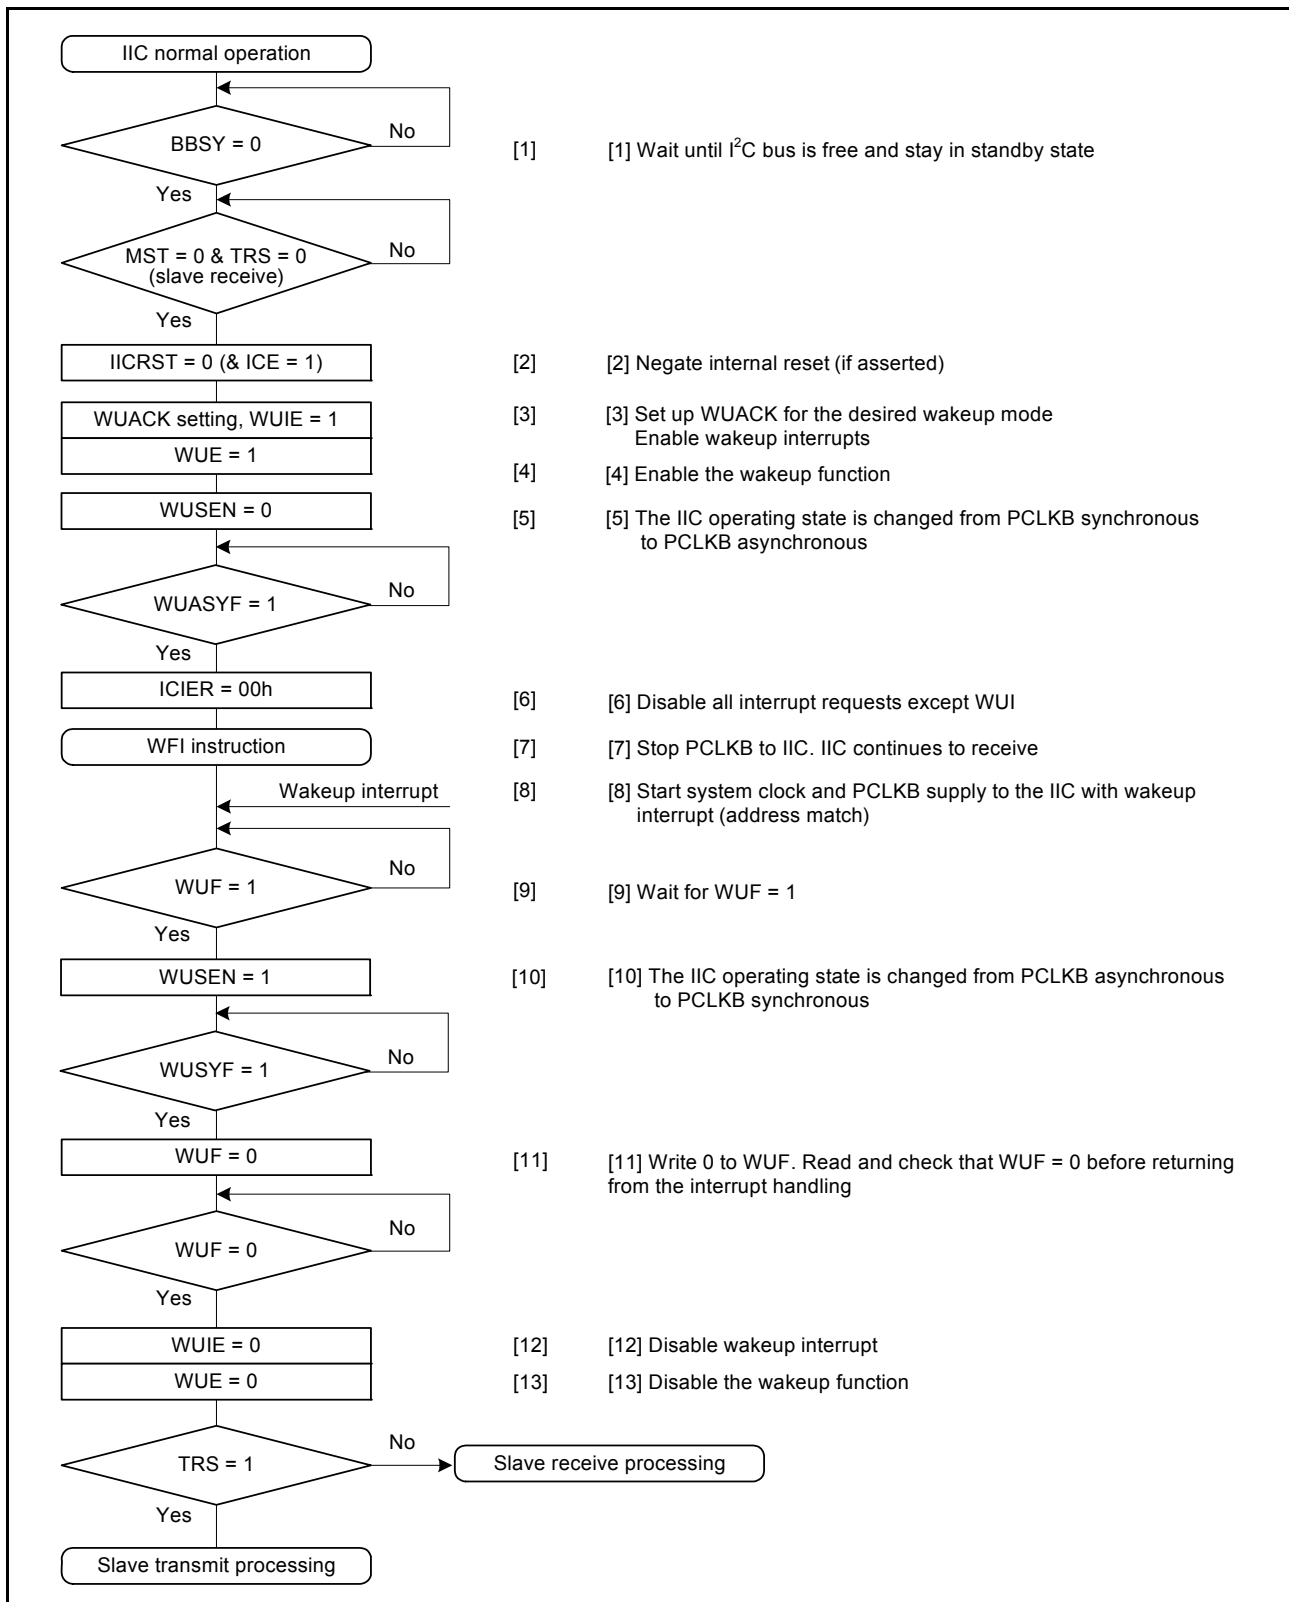 IIC normal operation
BBSY = 0
No
[1] [1] Wait until I²C bus is free and stay in standby state
Yes
MST = 0 & TRS = 0
(slave receive)
No
Yes
IICRST = 0 (& ICE = 1)
[2] [2] Negate internal reset (if asserted)
WUACK setting, WUIE = 1
[3] [3] Set up WUACK for the desired wakeup mode
Enable wakeup interrupts
WUE = 1
[4] [4] Enable the wakeup function
WUSEN = 0
[5] [5] The IIC operating state is changed from PCLKB synchronous
to PCLKB asynchronous
WUASYF = 1
No
Yes
ICIER = 00h
[6] [6] Disable all interrupt requests except WUI
WFI instruction
[7] [7] Stop PCLKB to IIC. IIC continues to receive
Wakeup interrupt
[8] [8] Start system clock and PCLKB supply to the IIC with wakeup
interrupt (address match)
No
WUF = 1
[9] [9] Wait for WUF = 1
Yes
WUSEN = 1
[10] [10] The IIC operating state is changed from PCLKB asynchronous
to PCLKB synchronous
WUSYF = 1
No
Yes
WUF = 0
[11] [11] Write 0 to WUF. Read and check that WUF = 0 before returning
from the interrupt handling
No
WUF = 0
Yes
WUIE = 0
[12] [12] Disable wakeup interrupt
WUE = 0
[13] [13] Disable the wakeup function
TRS = 1
No
Slave receive processing
Yes
Slave transmit processing